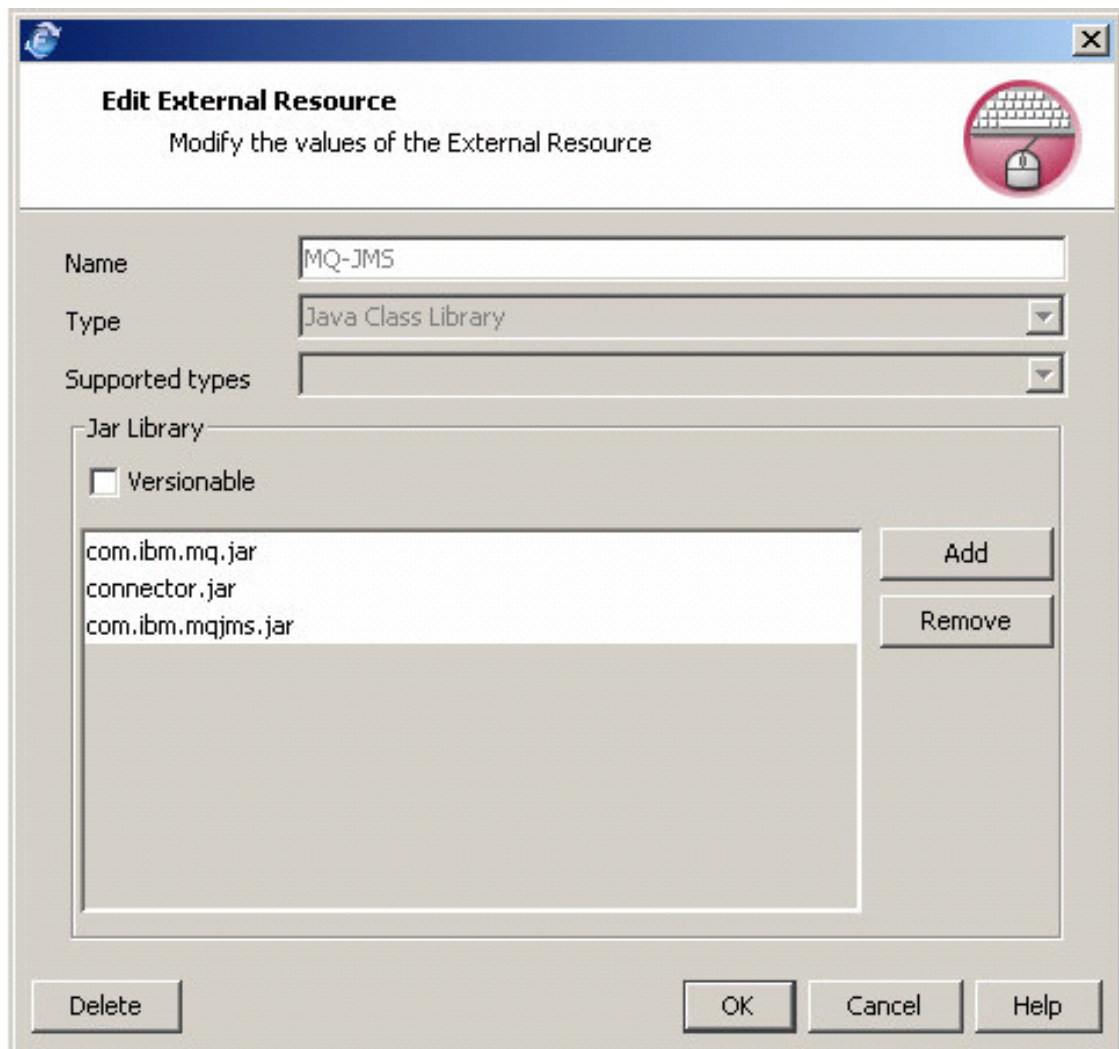 Edit External Resource
Modify the values of the External Resource
Name
MQ-JMS
Type
Java Class Library
Supported types
Jar Library
Versionable
com.ibm.mq.jar
connector.jar
com.ibm.mqjms.jar
Add
Remove
Delete
OK
Cancel
Help